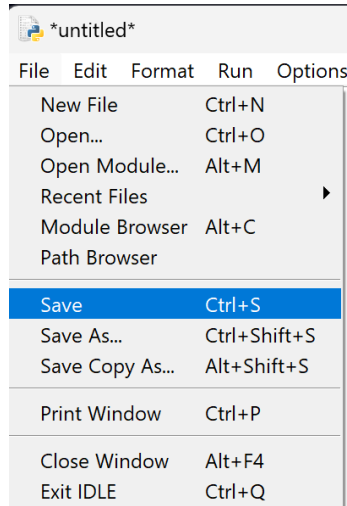 *untitled*
File Edit Format Run Options
New File Ctrl+N
Open... Ctrl+O
Open Module... Alt+M
Recent Files
Module Browser Alt+C
Path Browser
Save Ctrl+S
Save As... Ctrl+Shift+S
Save Copy As... Alt+Shift+S
Print Window Ctrl+P
Close Window Alt+F4
Exit IDLE Ctrl+Q